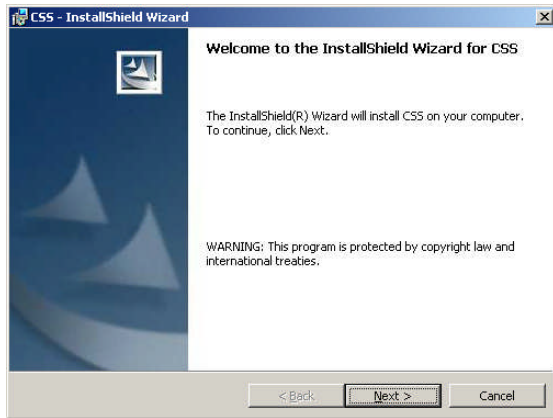 CSS - InstallShield Wizard
Welcome to the InstallShield Wizard for CSS
The InstallShield(R) Wizard will install CSS on your computer.
To continue, click Next.
WARNING: This program is protected by copyright law and
international treaties.
< Back
Next >
Cancel